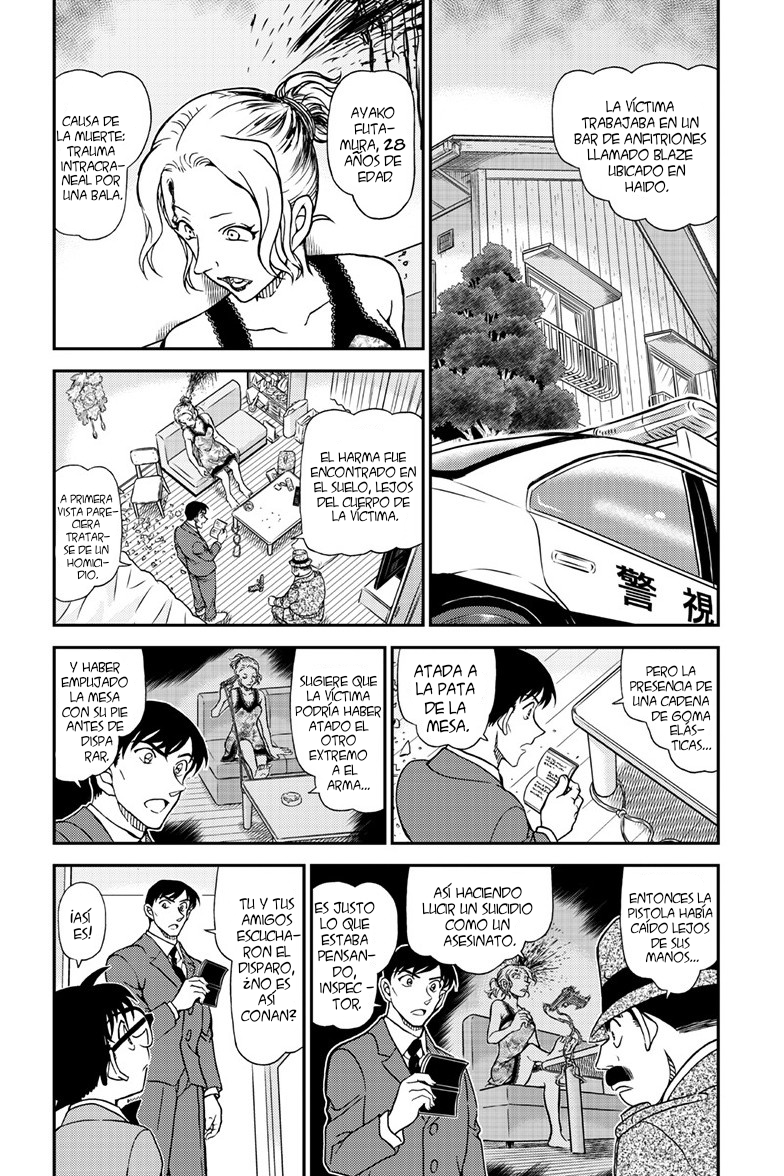 LA VÍCTIMA
TRABAJABA EN UN
BAR DE ANFITRIONES
LLAMADO BLAZE
UBICADO EN
HAIDO.
警視
AYAKO
FUTA-
MURA, 28
AÑOS DE
EDAD.
CAUSA DE
LA MUERTE:
TRAUMA
INTRACRA-
NEAL POR
UNA BALA.
EL HARMA FUE
ENCONTRADO EN
EL SUELO, LEJOS
DEL CUERPO DE
LA VÍCTIMA.
A PRIMERA
VISTA PARE-
CIERA
TRATAR-
SE DE UN
HOMICI-
DIO.
PERO LA
PRESENCIA DE
UNA CADENA
DE GOMA
ELÁS-
TICAS...
ATADA A
LA PATA
DE LA
MESA.
SUGIERE QUE
LA VÍCTIMA
PODRÍA HABER
ATADO EL
OTRO
EXTREMO
A EL
ARMA...
Y HABER
EMPUJADO LA
MESA CON
SU PIE
ANTES DE
DISPA
RAR.
ENTONCES LA
PISTOLA HABÍA
CAÍDO LEJOS
DE SUS
MANOS...
ASÍ HACIENDO
LUCIR UN SUICIDIO
COMO UN
ASESINATO.
ES JUSTO
LO QUE
ESTABA
PENSAN-
DO,
INSPEC-
TOR.
TU Y TUS
AMIGOS
ESCUCHA-
RON EL
DISPARO,
¿NO ES
ASÍ
CONAN?
¡ASÍ
ES!